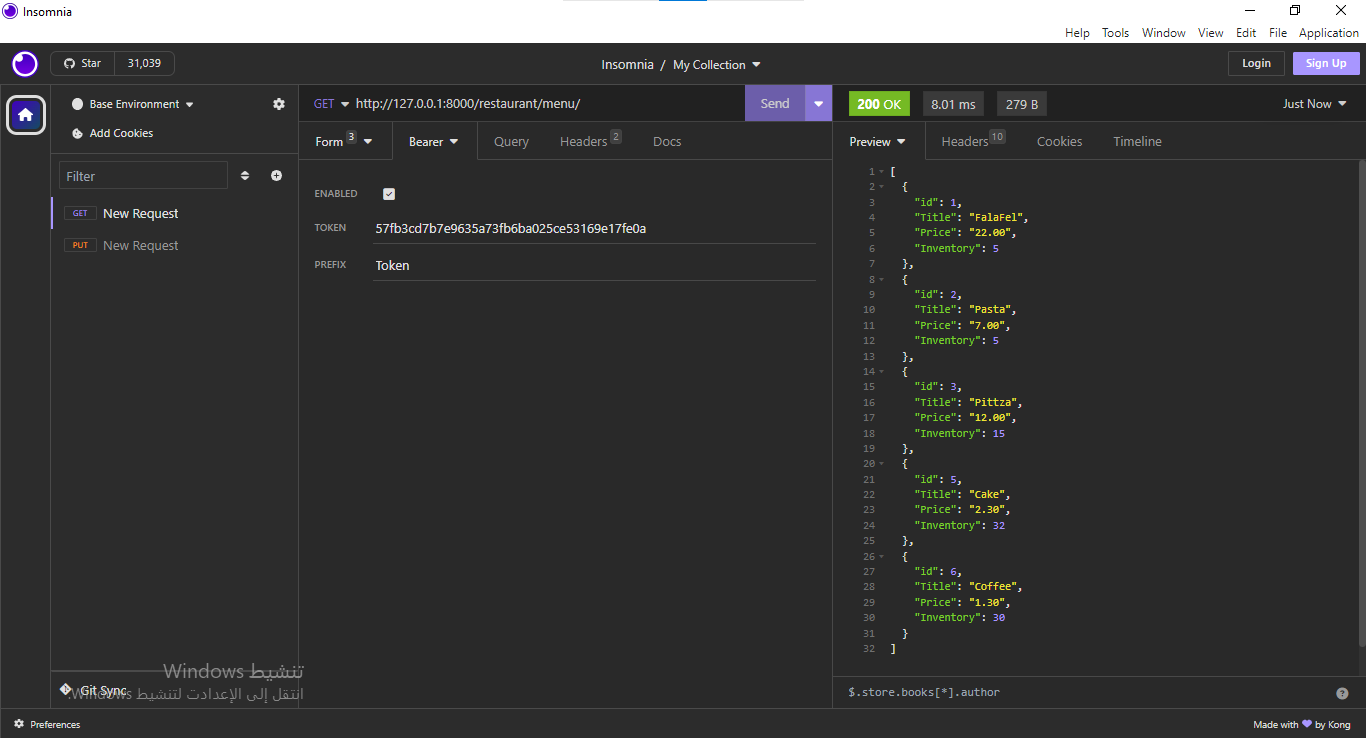 Insomnia
Help Tools Window View Edit File Application
Star 31,039
Insomnia / My Collection
Login Sign Up
Base Environment
Add Cookies
Filter
GET New Request
PUT New Request
GET http://127.0.0.1:8000/restaurant/menu/ Send
Form 3 Bearer Query Headers 2 Docs
ENABLED
TOKEN 57fb3cd7b7e9635a73fb6ba025ce53169e17fe0a
PREFIX Token
200 OK 8.01 ms 279 B Just Now
Preview Headers 10 Cookies Timeline
1 [
2 {
3 "id": 1,
4 "Title": "FalaFel",
5 "Price": "22.00",
6 "Inventory": 5
7 },
8 {
9 "id": 2,
10 "Title": "Pasta",
11 "Price": "7.00",
12 "Inventory": 5
13 },
14 {
15 "id": 3,
16 "Title": "Pittza",
17 "Price": "12.00",
18 "Inventory": 15
19 },
20 {
21 "id": 5,
22 "Title": "Cake",
23 "Price": "2.30",
24 "Inventory": 32
25 },
26 {
27 "id": 6,
28 "Title": "Coffee",
29 "Price": "1.30",
30 "Inventory": 30
31 }
32 ]
$.store.books[*].author
تنشيط Windows
انتقل إلى الإعدادت لتنشيط Windows.
Git Sync
Preferences
Made with 💜 by Kong